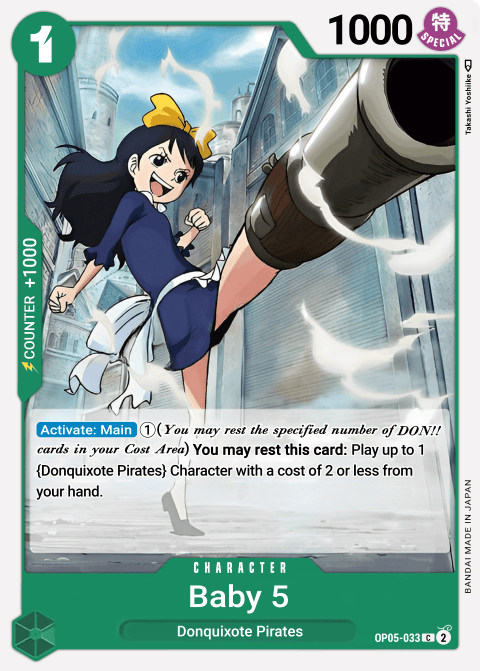 1
1000
特
SPECIAL
Takashi Yoshiike
COUNTER +1000
Activate: Main ① (You may rest the specified number of DON!!
cards in your Cost Area) You may rest this card: Play up to 1
{Donquixote Pirates} Character with a cost of 2 or less from
your hand.
BANDAI MADE IN JAPAN
CHARACTER
Baby 5
Donquixote Pirates
OP05-033 C 2